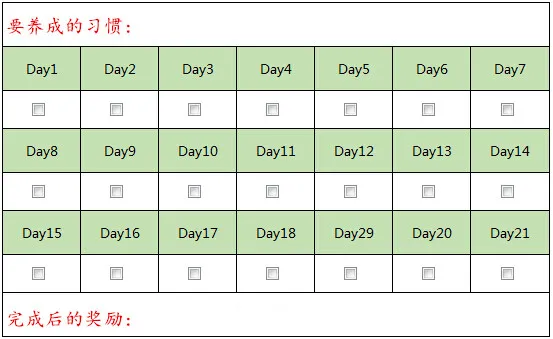 要养成的习惯：
Day1 Day2 Day3 Day4 Day5 Day6 Day7
Day8 Day9 Day10 Day11 Day12 Day13 Day14
Day15 Day16 Day17 Day18 Day29 Day20 Day21
完成后的奖励：